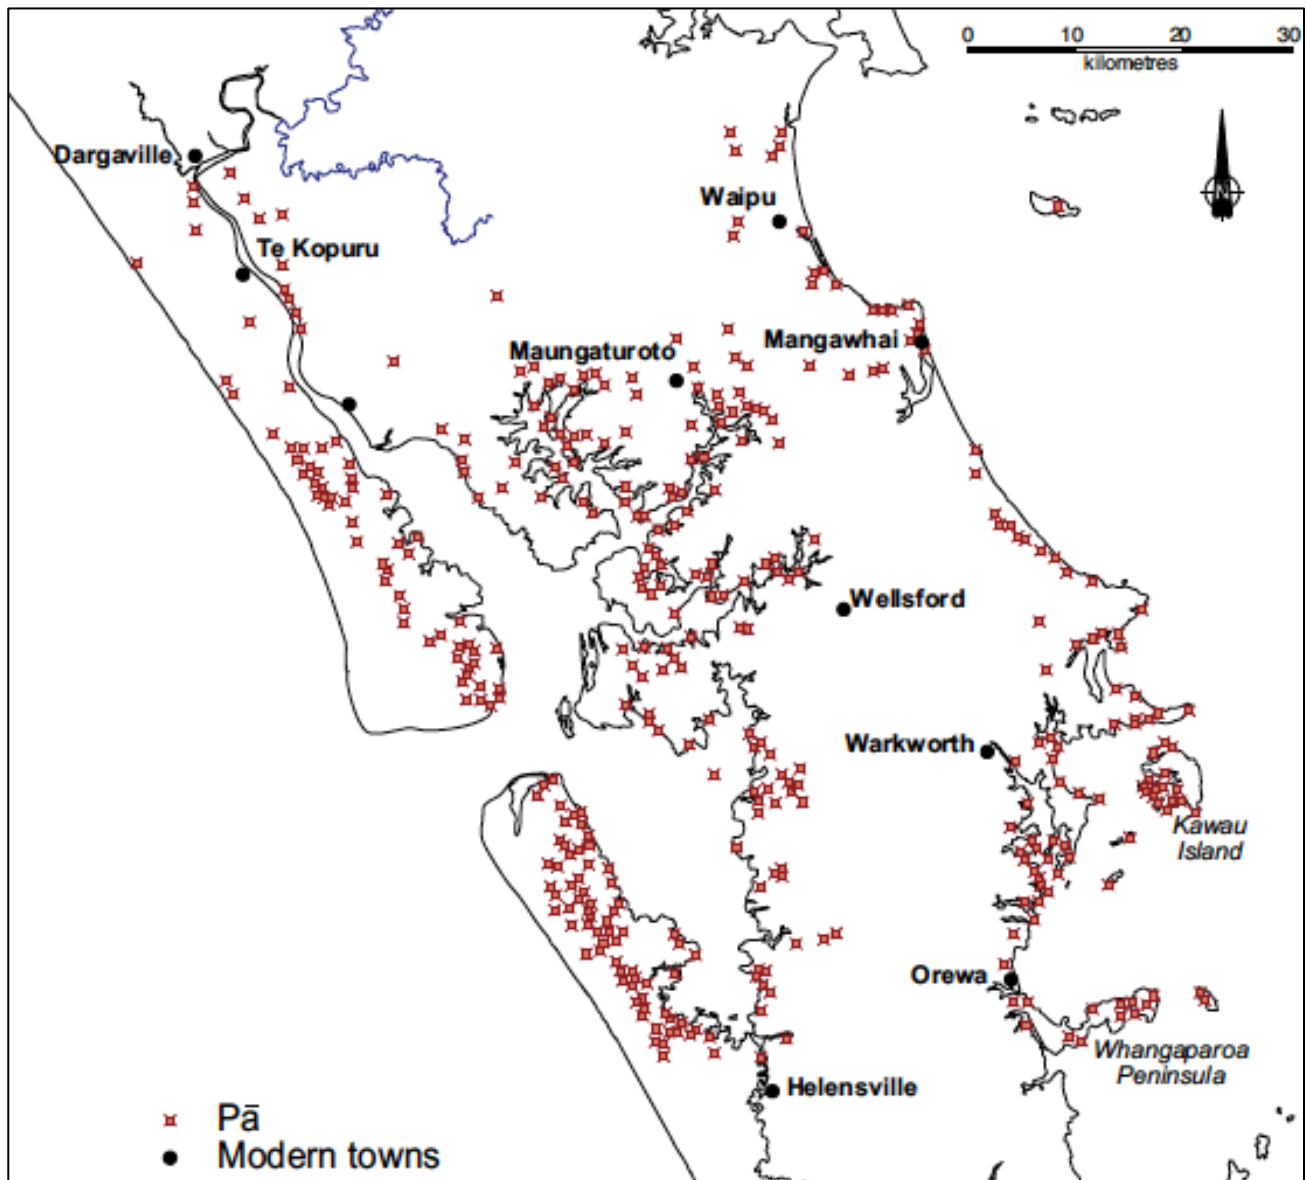 0 10 20 30
kilometres
N
Dargaville
Waipu
Te Kopuru
Mangawhai
Maungaturoto
Wellsford
Warkworth
Kawau
Island
Orewa
Whangaparoa
Peninsula
Helensville
Pā
Modern towns